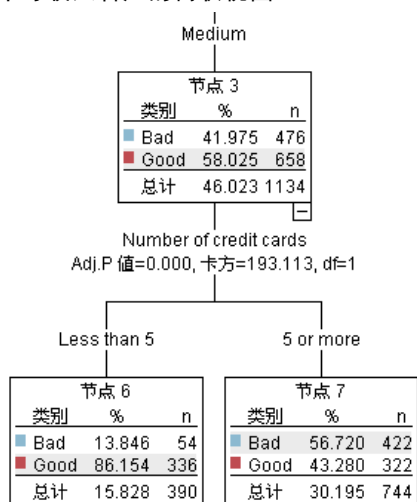 Medium
节点 3
类别 % n
Bad 41.975 476
Good 58.025 658
总计 46.023 1134
Number of credit cards
Adj.P 值=0.000, 卡方=193.113, df=1
Less than 5
5 or more
节点 6
类别 % n
Bad 13.846 54
Good 86.154 336
总计 15.828 390
节点 7
类别 % n
Bad 56.720 422
Good 43.280 322
总计 30.195 744